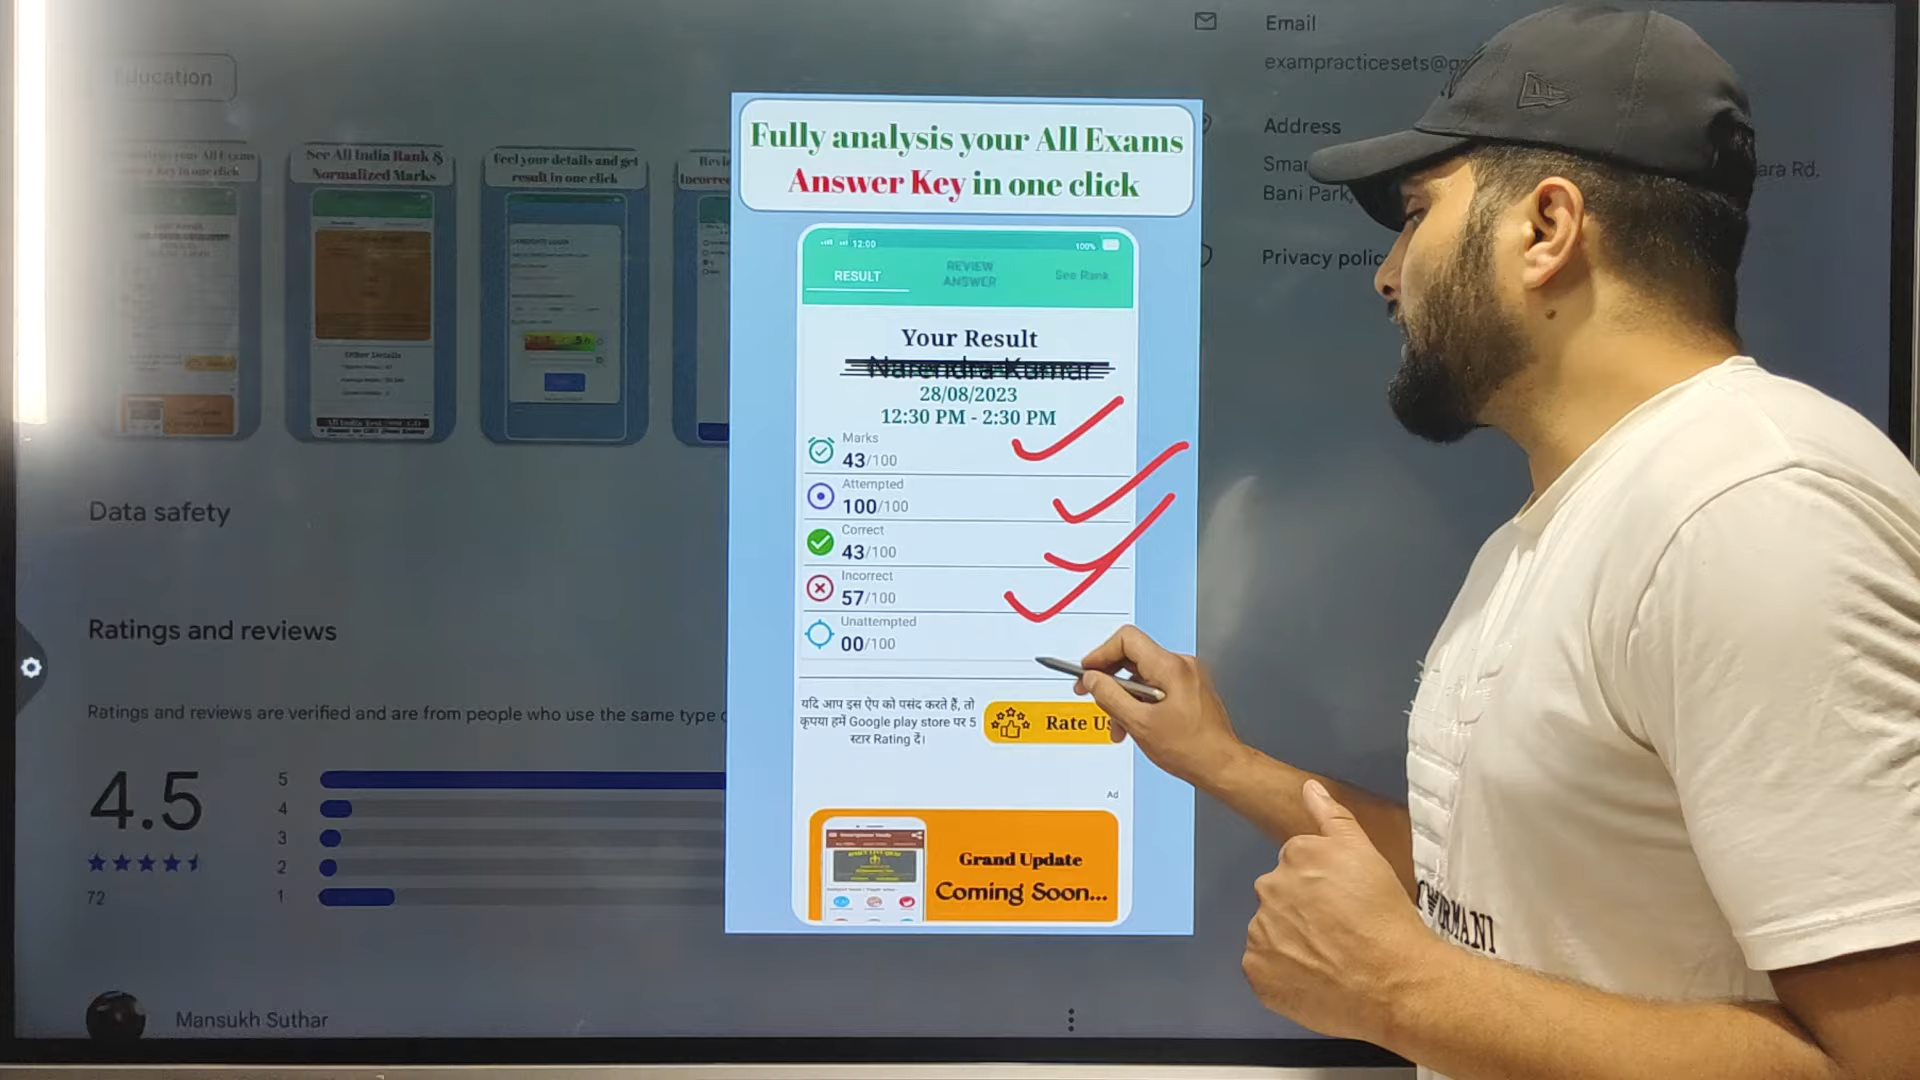 Education
Email
exampracticesets@g
Address
Smar
ara Rd,
Bani Park,
Privacy polic
See All India Rank &
Normalized Marks
Feel your details and get
result in one click
Fully analysis your All Exams
Answer Key in one click
12:00
100%
RESULT
REVIEW
ANSWER
See Rank
Your Result
Narendra Kumar
28/08/2023
12:30 PM - 2:30 PM
Marks
43/100
Attempted
100/100
Correct
43/100
Incorrect
57/100
Unattempted
00/100
यदि आप इस ऐप को पसंद करते हैं, तो
कृपया हमें Google play store पर 5
स्टार Rating दें।
Rate Us
Ad
Grand Update
Coming Soon...
Data safety
Ratings and reviews
Ratings and reviews are verified and are from people who use the same type
4.5
5
4
3
2
1
72
Mansukh Suthar
RMANI